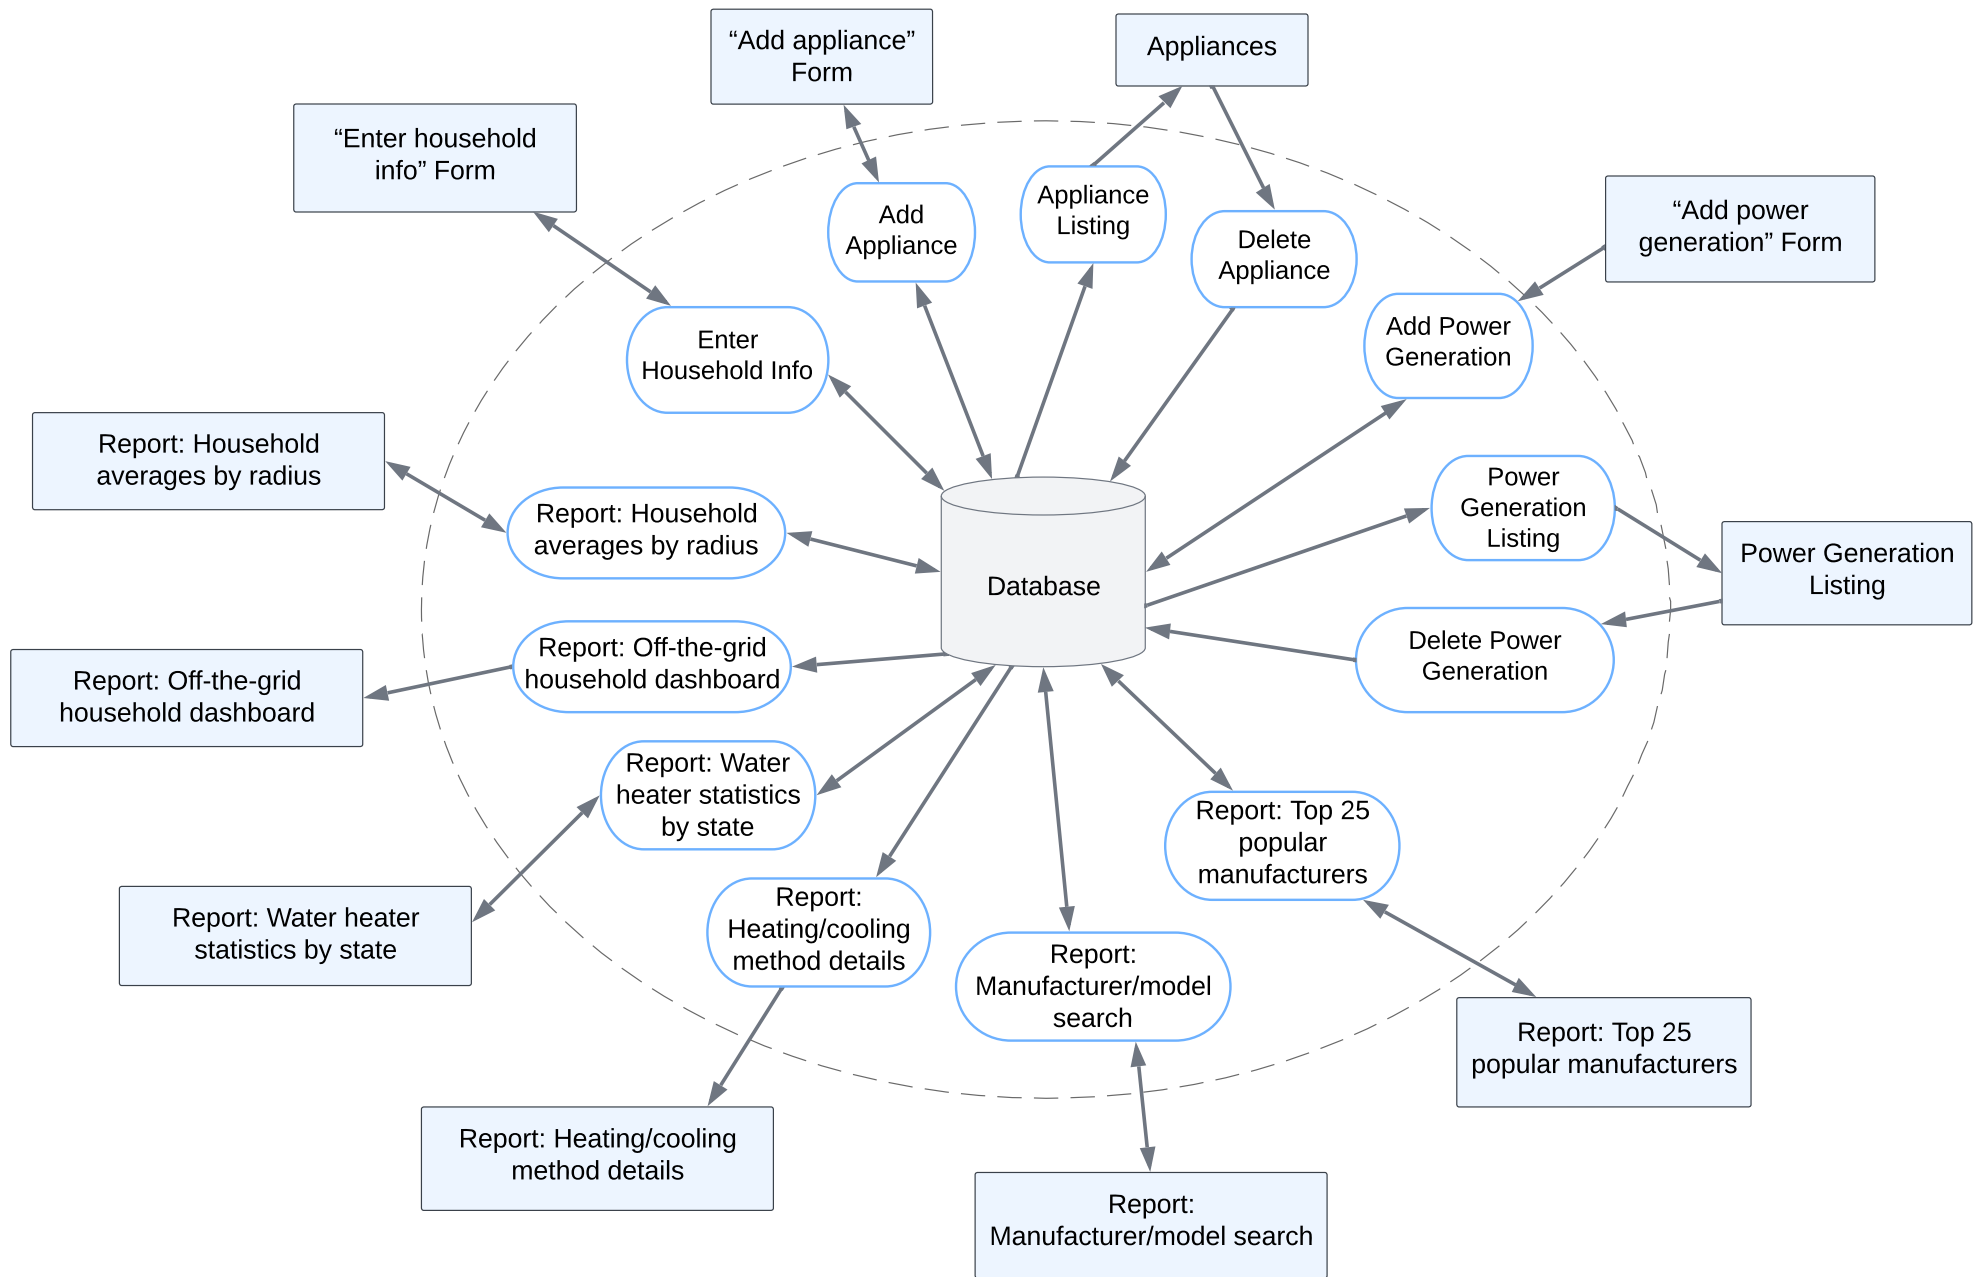 “Add appliance”
Form
Appliances
“Enter household
info” Form
Add
Appliance
Appliance
Listing
Delete
Appliance
“Add power
generation” Form
Enter
Household Info
Add Power
Generation
Report: Household
averages by radius
Report: Household
averages by radius
Power
Generation
Listing
Power Generation
Listing
Database
Report: Off-the-grid
household dashboard
Report: Off-the-grid
household dashboard
Delete Power
Generation
Report: Water
heater statistics
by state
Report: Top 25
popular
manufacturers
Report: Water heater
statistics by state
Report:
Heating/cooling
method details
Report:
Manufacturer/model
search
Report: Top 25
popular manufacturers
Report: Heating/cooling
method details
Report:
Manufacturer/model search